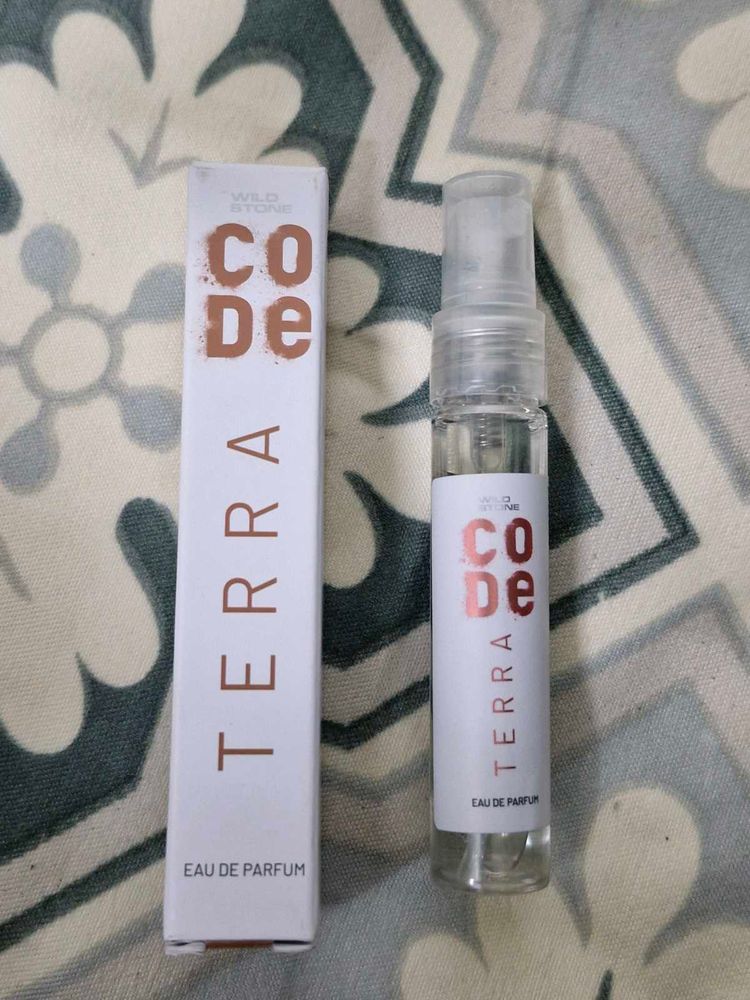 WILD
STONE
CO
De
TERRA
EAU DE PARFUM
WILD
STONE
CO
De
TERRA
EAU DE PARFUM